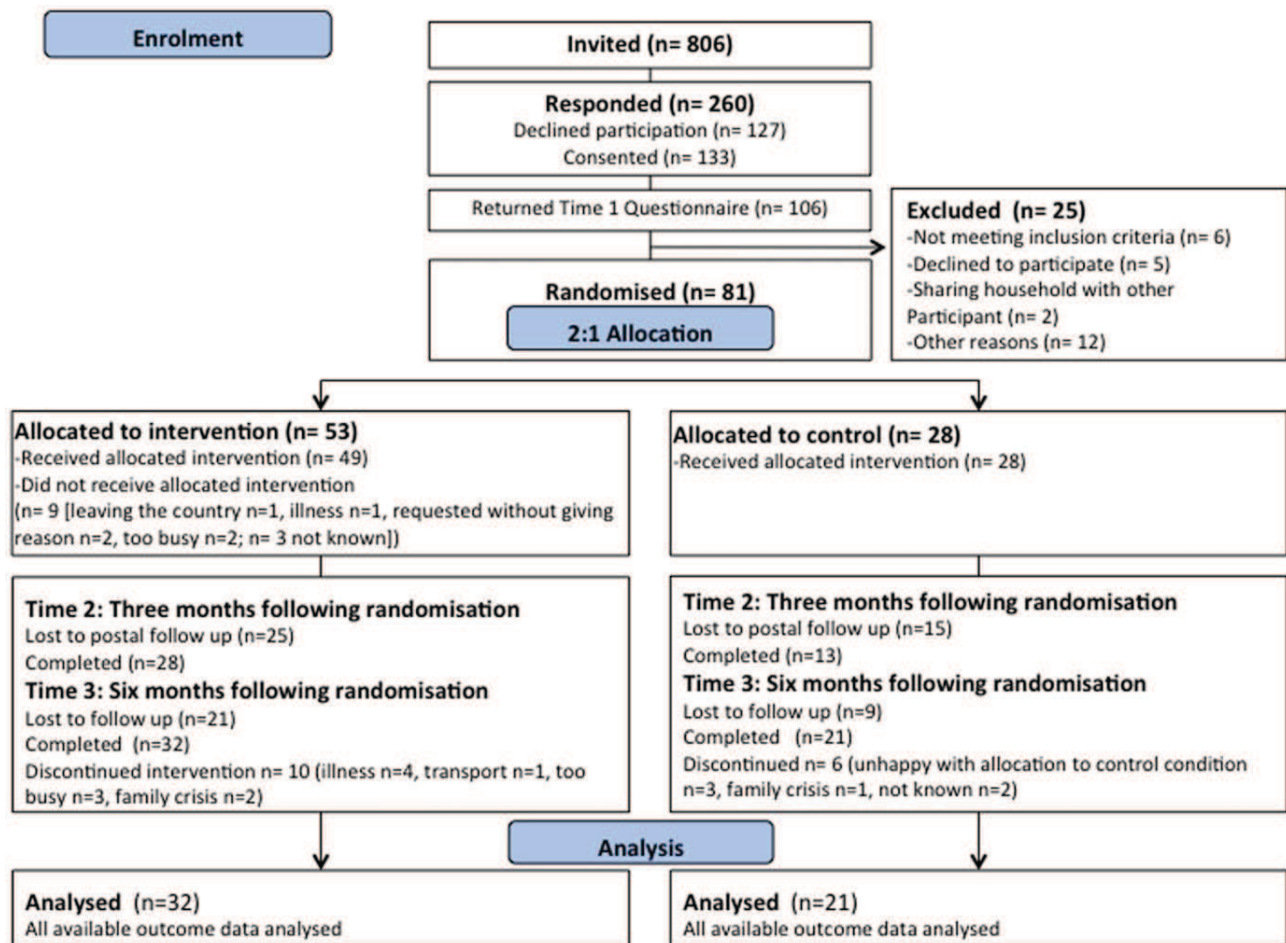 Enrolment
Invited (n= 806)
Responded (n= 260)
Declined participation (n= 127)
Consented (n= 133)
Returned Time 1 Questionnaire (n= 106)
Excluded (n= 25)
-Not meeting inclusion criteria (n= 6)
-Declined to participate (n= 5)
-Sharing household with other
Participant (n= 2)
-Other reasons (n= 12)
Randomised (n= 81)
2:1 Allocation
Allocated to intervention (n= 53)
-Received allocated intervention (n= 49)
-Did not receive allocated intervention
(n= 9 [leaving the country n=1, illness n=1, requested without giving
reason n=2, too busy n=2; n= 3 not known])
Allocated to control (n= 28)
-Received allocated intervention (n= 28)
Time 2: Three months following randomisation
Lost to postal follow up (n=25)
Completed (n=28)
Time 3: Six months following randomisation
Lost to follow up (n=21)
Completed (n=32)
Discontinued intervention n= 10 (illness n=4, transport n=1, too
busy n=3, family crisis n=2)
Time 2: Three months following randomisation
Lost to postal follow up (n=15)
Completed (n=13)
Time 3: Six months following randomisation
Lost to follow up (n=9)
Completed (n=21)
Discontinued n= 6 (unhappy with allocation to control condition
n=3, family crisis n=1, not known n=2)
Analysis
Analysed (n=32)
All available outcome data analysed
Analysed (n=21)
All available outcome data analysed